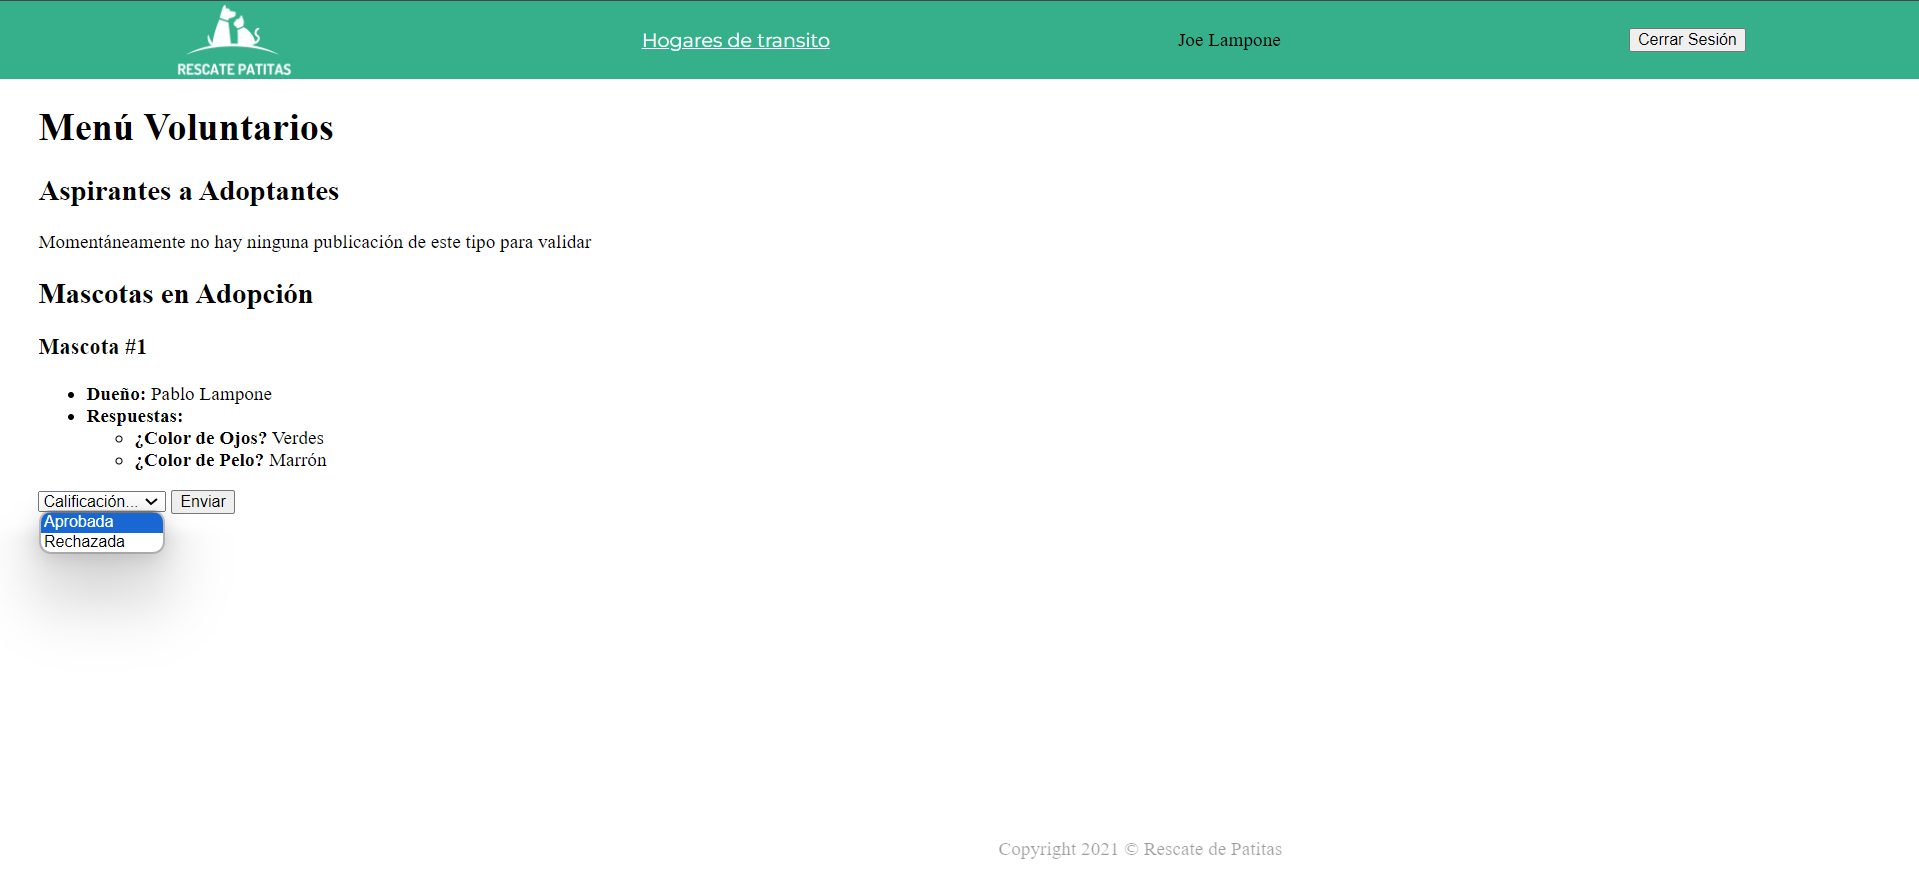 RESCATE PATITAS
Hogares de transito
Joe Lampone
Cerrar Sesión
Menú Voluntarios
Aspirantes a Adoptantes
Momentáneamente no hay ninguna publicación de este tipo para validar
Mascotas en Adopción
Mascota #1
Dueño: Pablo Lampone
Respuestas:
¿Color de Ojos? Verdes
¿Color de Pelo? Marrón
Calificación... Enviar
Aprobada
Rechazada
Copyright 2021 © Rescate de Patitas